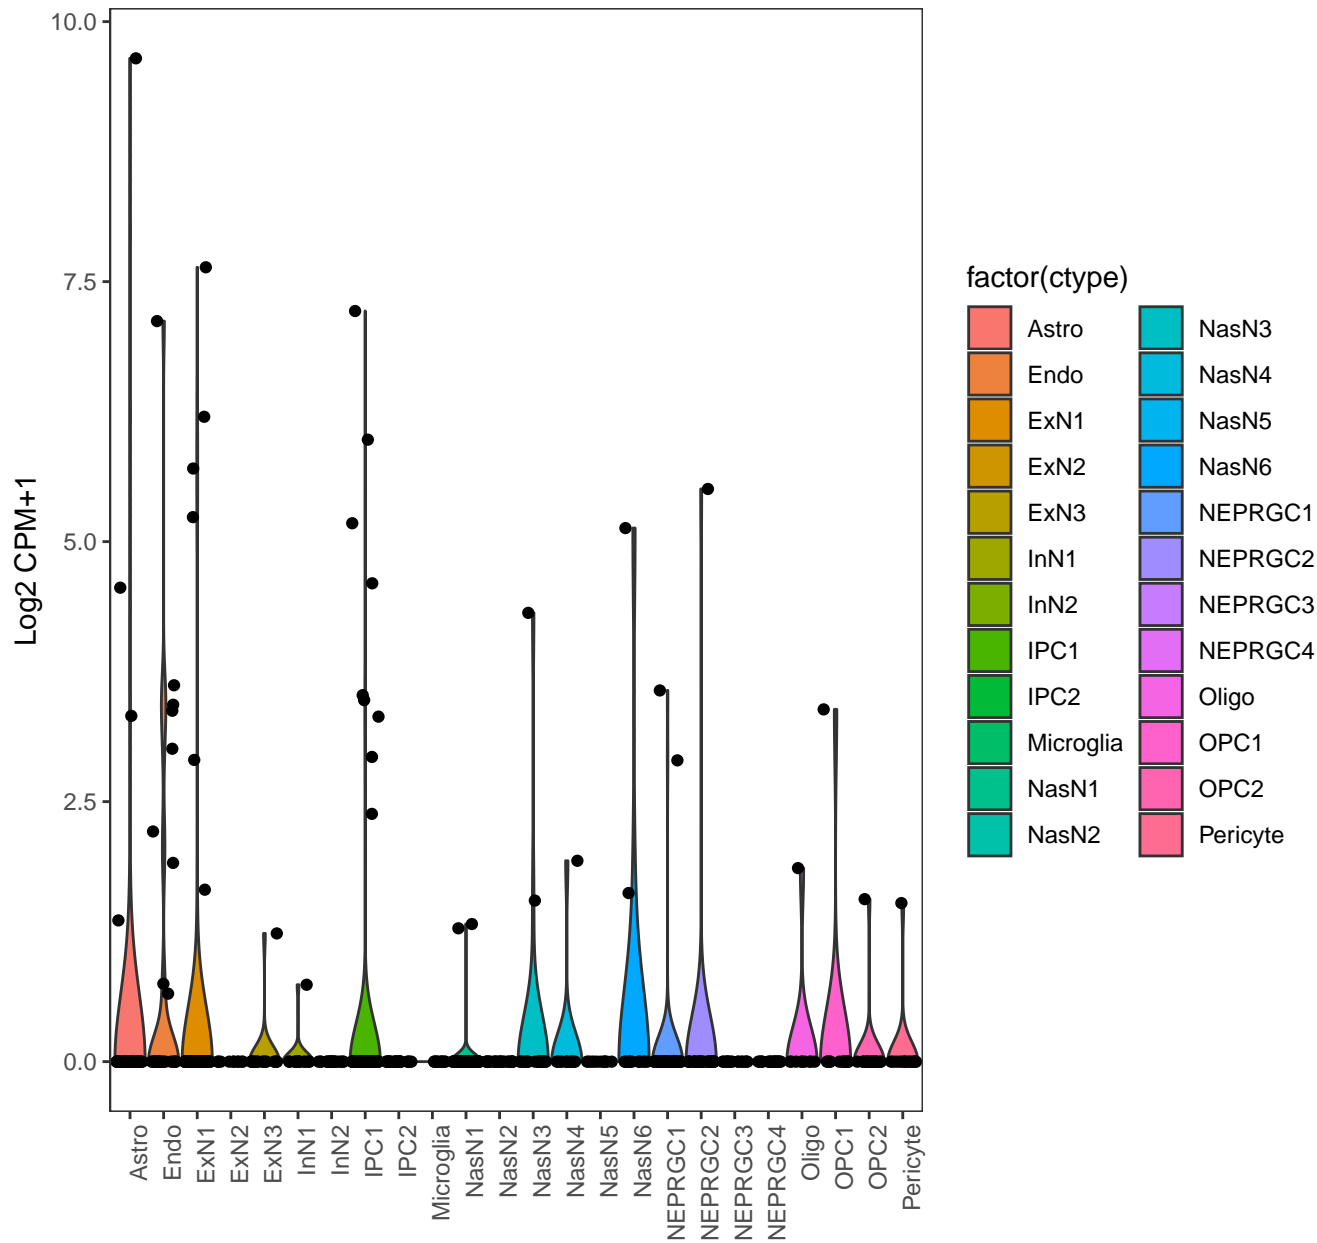 10.0
7.5
5.0
2.5
0.0
Log2 CPM+1
Astro
Endo
ExN1
ExN2
ExN3
InN1
InN2
IPC1
IPC2
Microglia
NasN1
NasN2
NasN3
NasN4
NasN5
NasN6
NEPRGC1
NEPRGC2
NEPRGC3
NEPRGC4
Oligo
OPC1
OPC2
Pericyte
factor(ctype)
Astro
Endo
ExN1
ExN2
ExN3
InN1
InN2
IPC1
IPC2
Microglia
NasN1
NasN2
NasN3
NasN4
NasN5
NasN6
NEPRGC1
NEPRGC2
NEPRGC3
NEPRGC4
Oligo
OPC1
OPC2
Pericyte